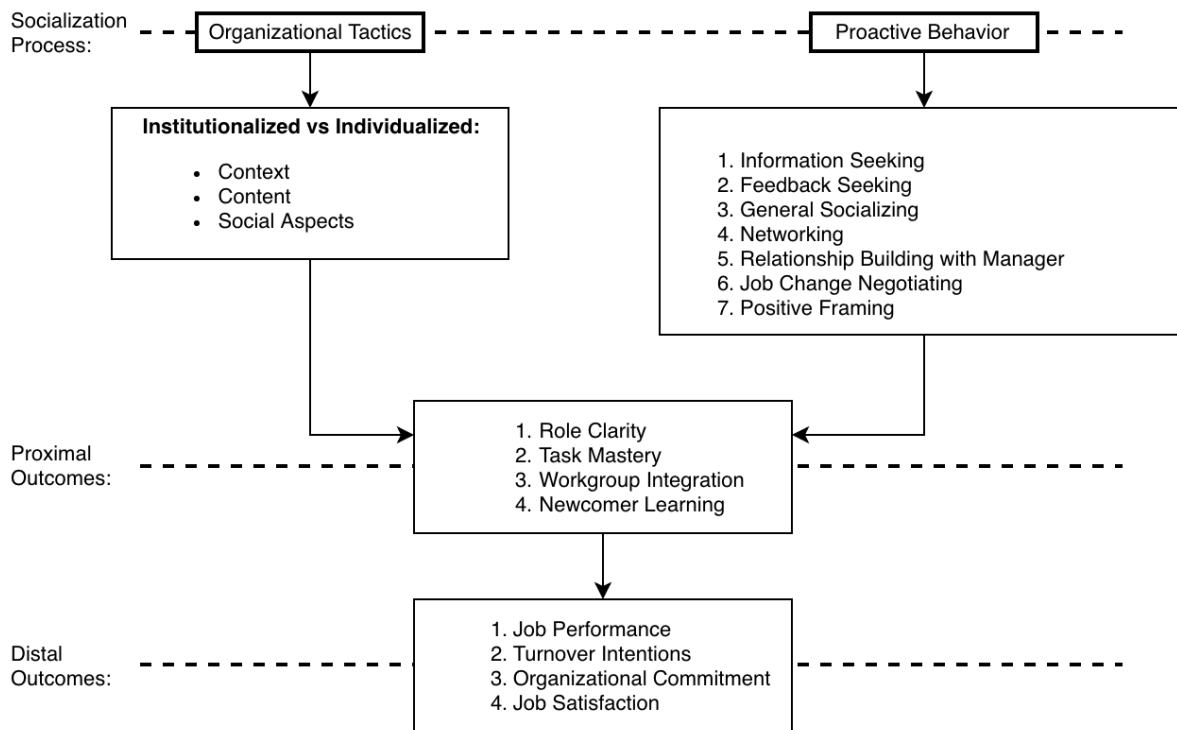 Socialization
Process:
Organizational Tactics
Proactive Behavior
Institutionalized vs Individualized:
• Context
• Content
• Social Aspects
1. Information Seeking
2. Feedback Seeking
3. General Socializing
4. Networking
5. Relationship Building with Manager
6. Job Change Negotiating
7. Positive Framing
Proximal
Outcomes:
1. Role Clarity
2. Task Mastery
3. Workgroup Integration
4. Newcomer Learning
Distal
Outcomes:
1. Job Performance
2. Turnover Intentions
3. Organizational Commitment
4. Job Satisfaction